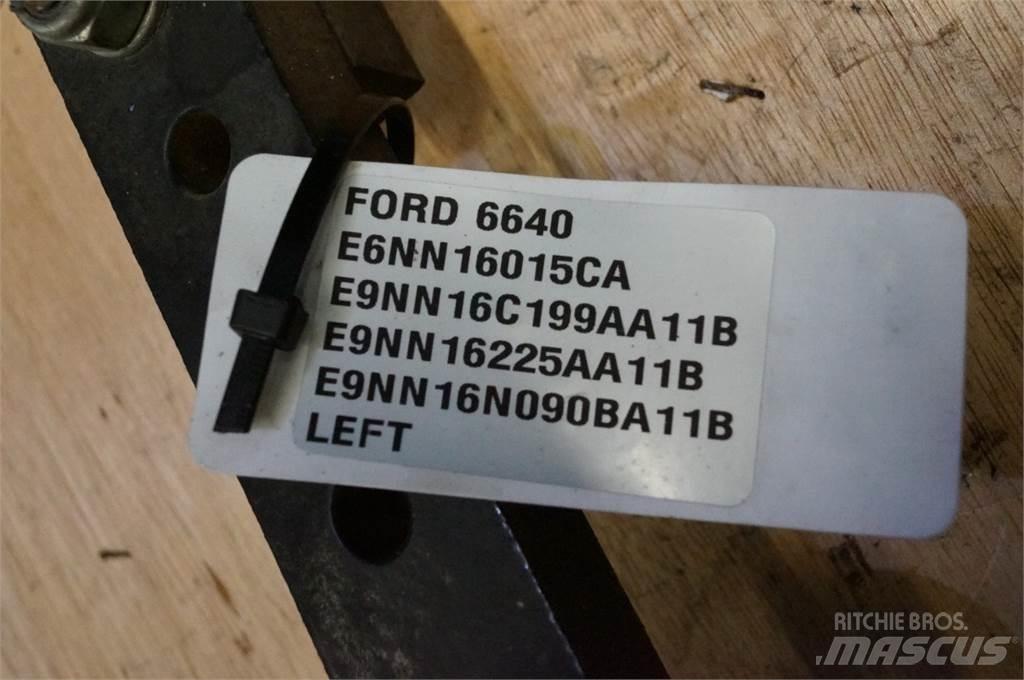 FORD 6640
E6NN16015CA
E9NN16C199AA11B
E9NN16225AA11B
E9NN16N090BA11B
LEFT
RITCHIE BROS.
MASCUS